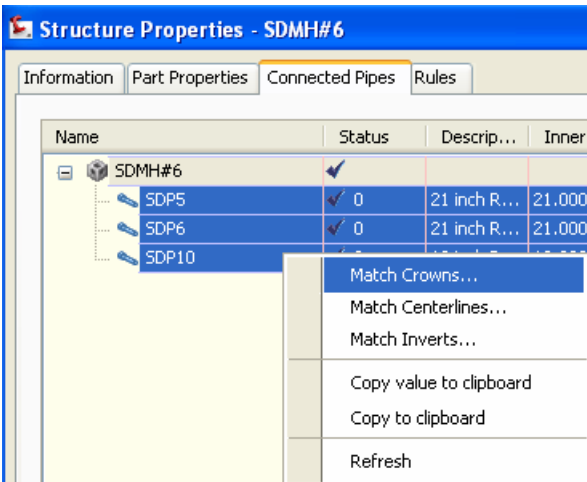 Structure Properties - SDMH#6
Information Part Properties Connected Pipes Rules
Name Status Descrip... Inner
SDMH#6
SDP5 0 21 inch R... 21.000
SDP6 0 21 inch R... 21.000
SDP10
Match Crowns...
Match Centerlines...
Match Inverts...
Copy value to clipboard
Copy to clipboard
Refresh